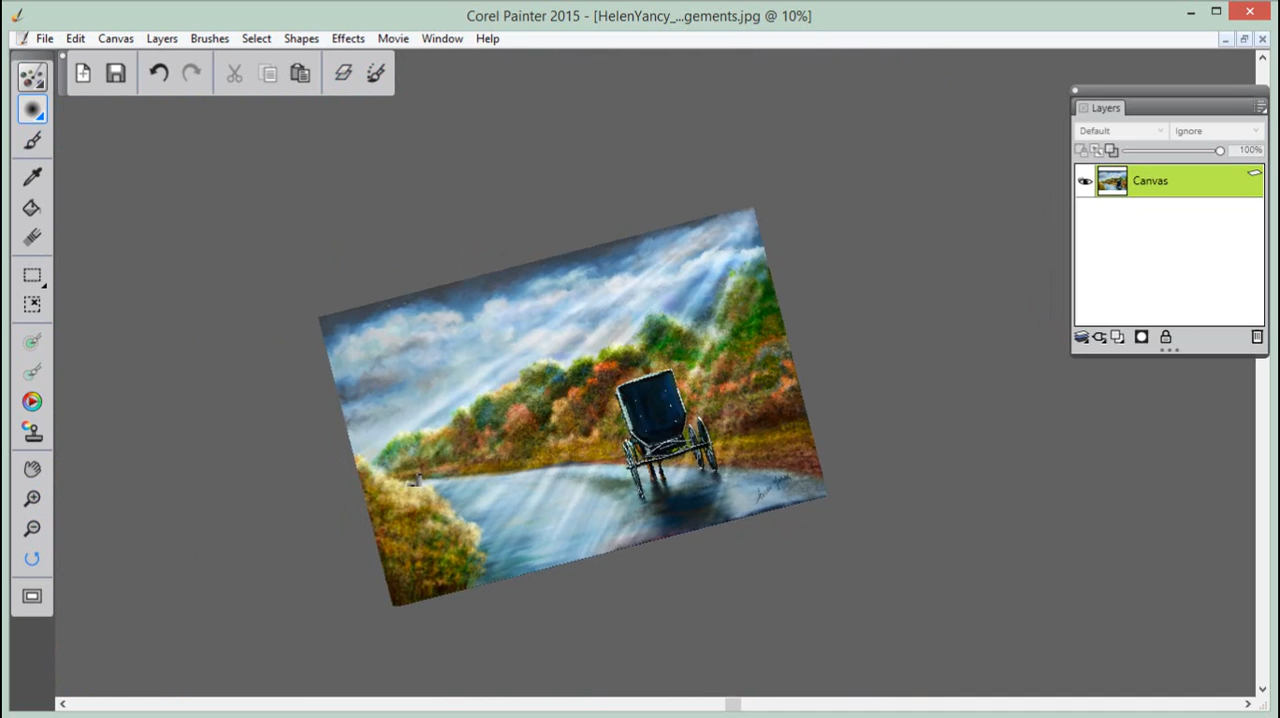 Corel Painter 2015 - [HelenYancy_...gements.jpg @ 10%]
File Edit Canvas Layers Brushes Select Shapes Effects Movie Window Help
Layers
Default Ignore
100%
Canvas